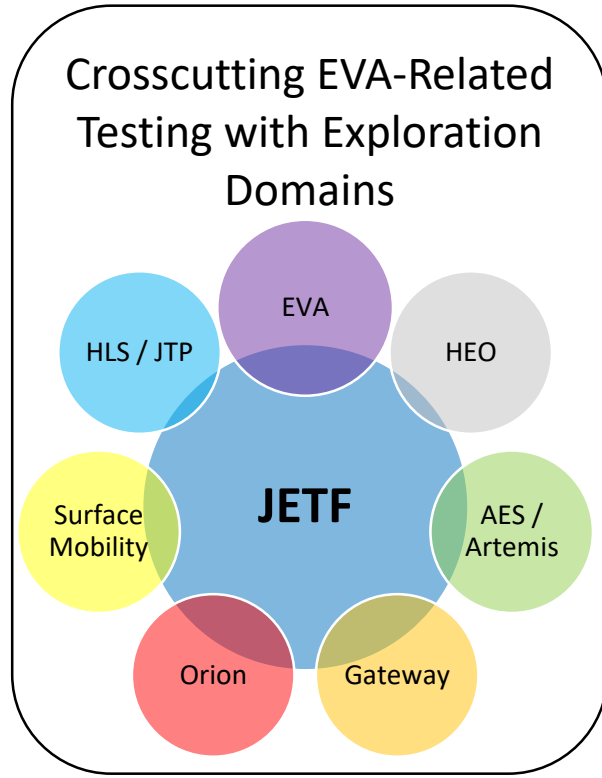 Crosscutting EVA-Related
Testing with Exploration
Domains
EVA
HLS / JTP
HEO
JETF
Surface
Mobility
AES /
Artemis
Orion
Gateway